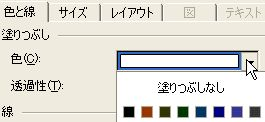 色と線 サイズ レイアウト 図 テキスト
塗りつぶし
色(C):
塗りつぶしなし
透過性(T):
線